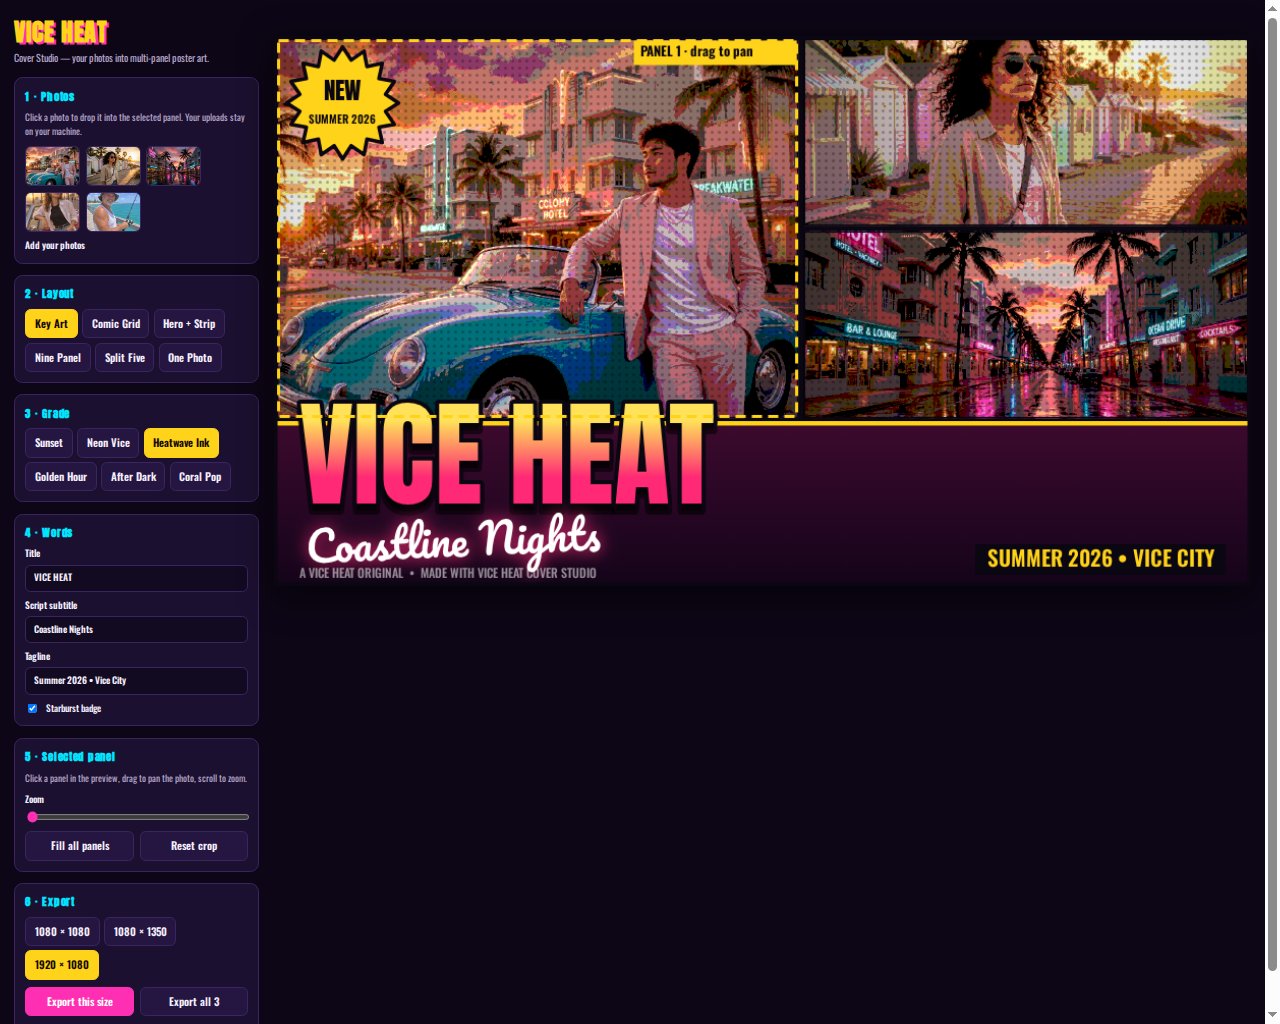 VICE HEAT
Cover Studio — your photos into multi-panel poster art.
1 · Photos
Click a photo to drop it into the selected panel. Your uploads stay
on your machine.
Add your photos
2 · Layout
Key Art
Comic Grid
Hero + Strip
Nine Panel
Split Five
One Photo
3 · Grade
Sunset
Neon Vice
Heatwave Ink
Golden Hour
After Dark
Coral Pop
4 · Words
Title
VICE HEAT
Script subtitle
Coastline Nights
Tagline
Summer 2026 • Vice City
Starburst badge
5 · Selected panel
Click a panel in the preview, drag to pan the photo, scroll to zoom.
Zoom
Fill all panels
Reset crop
6 · Export
1080 × 1080
1080 × 1350
1920 × 1080
Export this size
Export all 3
PANEL 1 · drag to pan
NEW
SUMMER 2026
COLONY
HOTEL
BREAKWATER
HOTEL
BAR & LOUNGE
OCEAN DRIVE
COCKTAILS
VICE HEAT
Coastline Nights
A VICE HEAT ORIGINAL • MADE WITH VICE HEAT COVER STUDIO
SUMMER 2026 • VICE CITY